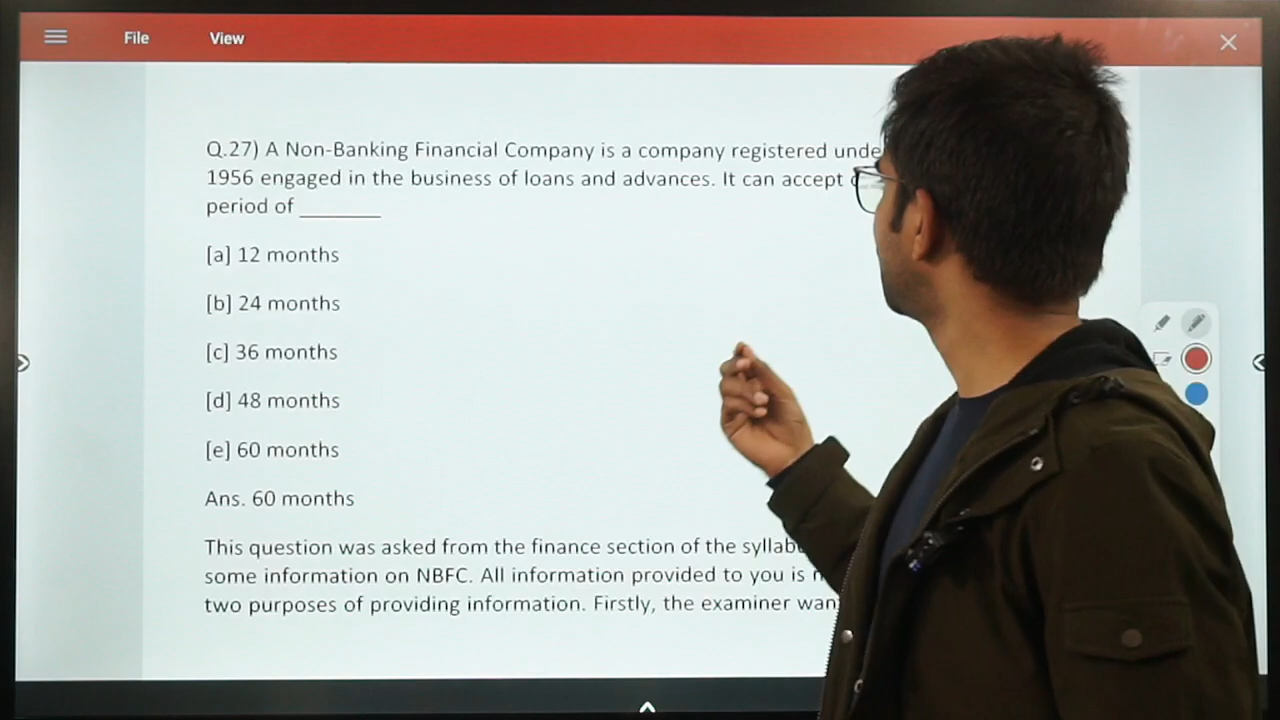 File View
Q.27) A Non-Banking Financial Company is a company registered unde
1956 engaged in the business of loans and advances. It can accept
period of ________
[a] 12 months
[b] 24 months
[c] 36 months
[d] 48 months
[e] 60 months
Ans. 60 months
This question was asked from the finance section of the
some information on NBFC. All information provided to you is
two purposes of providing information. Firstly, the examiner